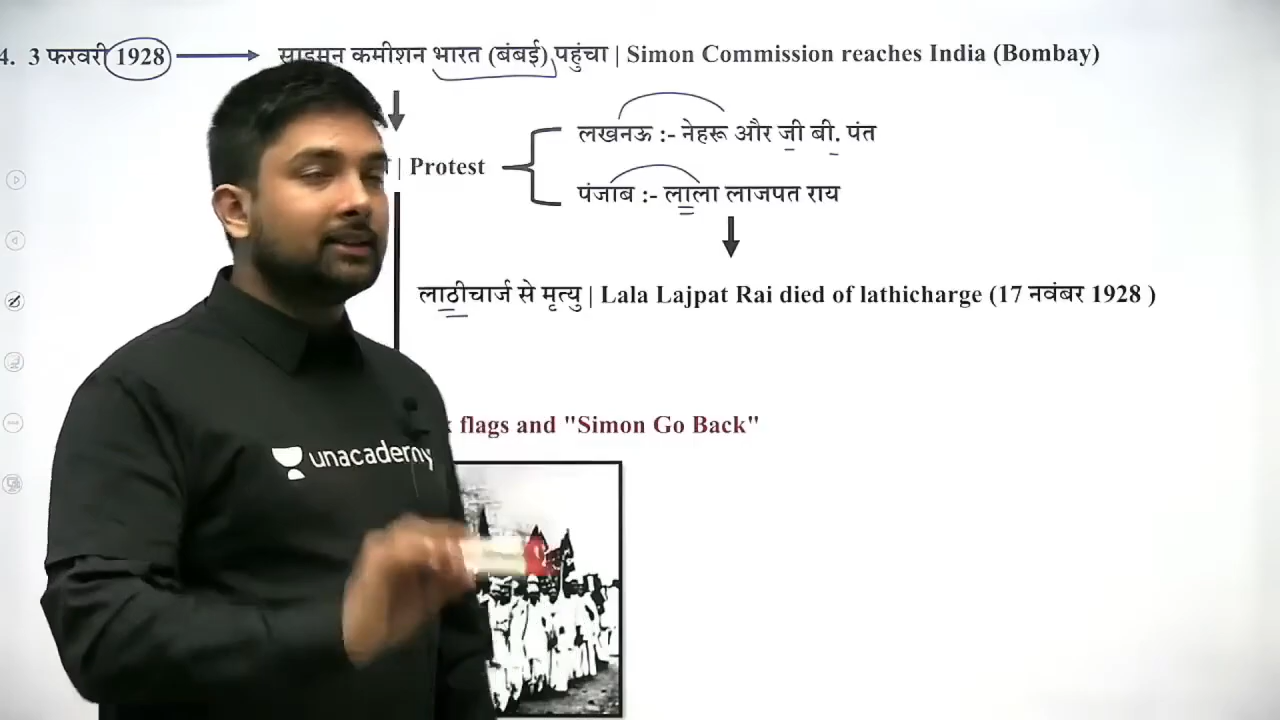 4. 3 फरवरी 1928 साइमन कमीशन भारत (बंबई) पहुंचा | Simon Commission reaches India (Bombay)
लखनऊ :- नेहरू और जी बी. पंत
| Protest
पंजाब :- लाला लाजपत राय
लाठीचार्ज से मृत्यु | Lala Lajpat Rai died of lathicharge (17 नवंबर 1928 )
flags and "Simon Go Back"
unacademy